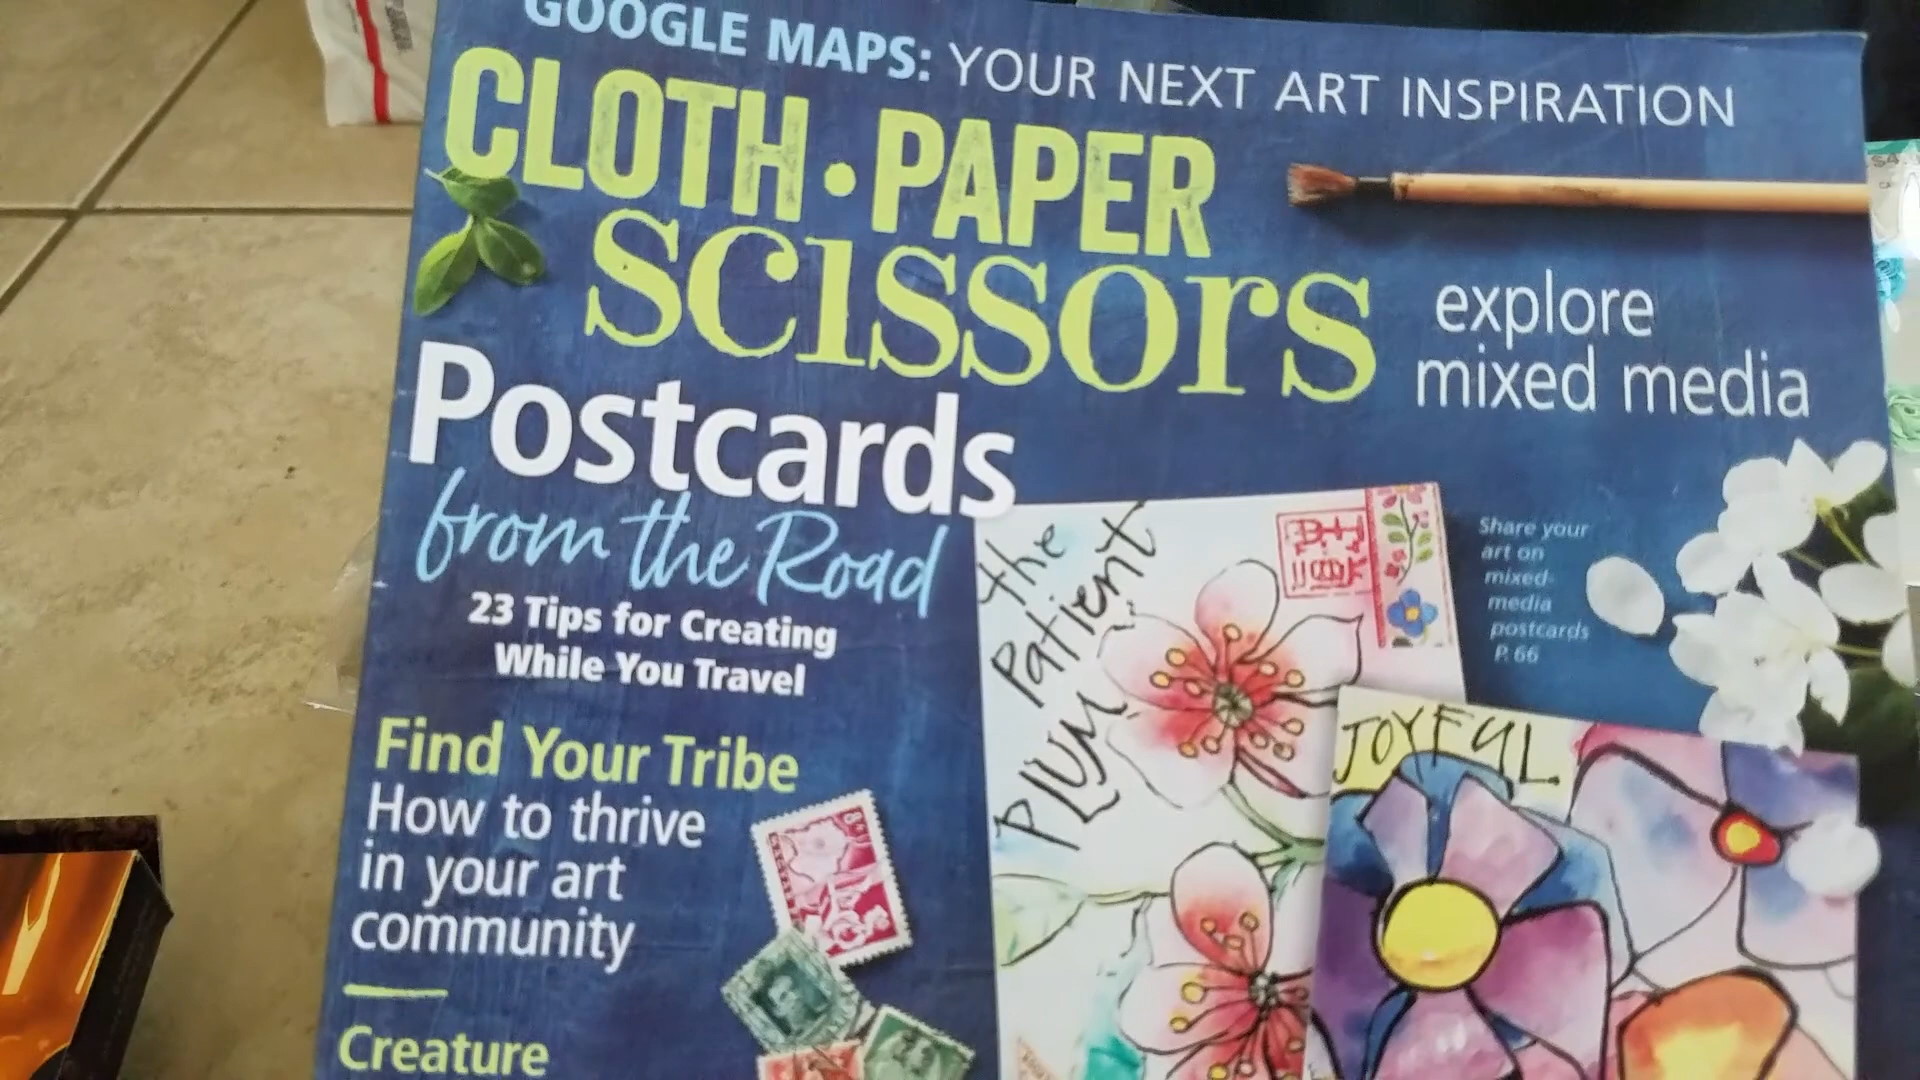 GOOGLE MAPS: YOUR NEXT ART INSPIRATION
CLOTH • PAPER
scissors
explore
mixed media
Postcards
from the Road
23 Tips for Creating
While You Travel
Share your
art on
mixed-
media
postcards
P. 66
the
Patient
PLUM
JOYFUL
Find Your Tribe
How to thrive
in your art
community
Creature